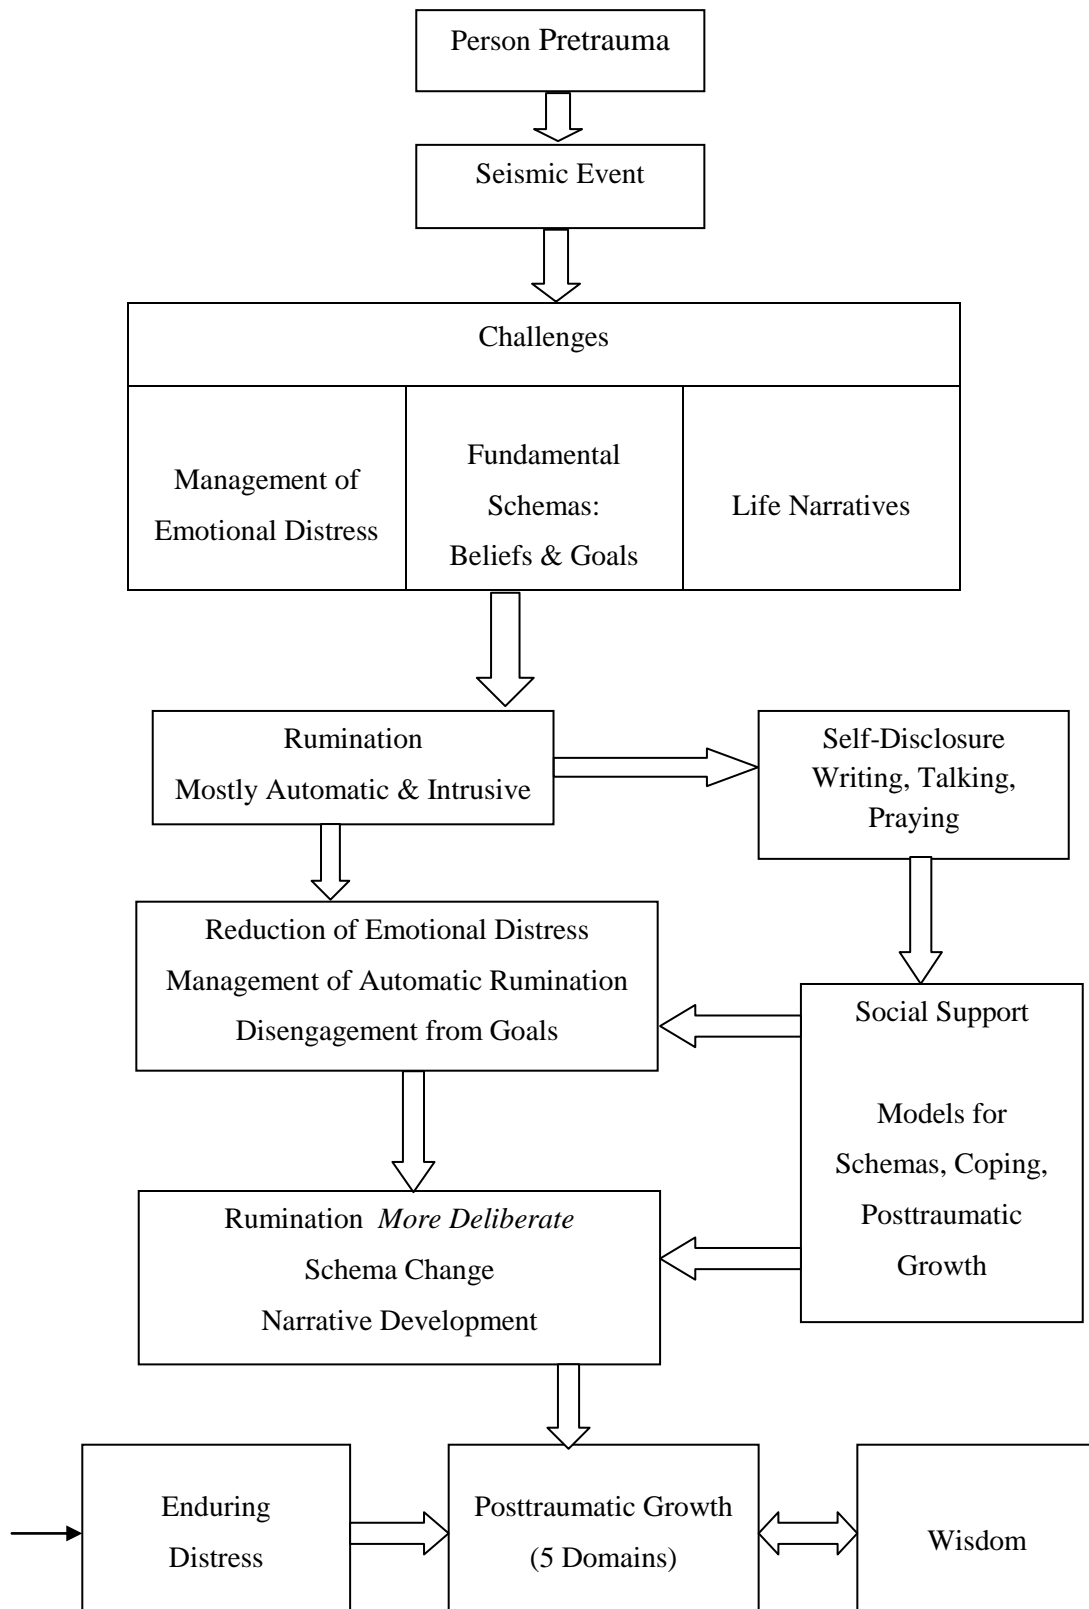 Person Pretrauma
Seismic Event
Challenges
Management of
Emotional Distress
Fundamental
Schemas:
Beliefs & Goals
Life Narratives
Rumination
Mostly Automatic & Intrusive
Self-Disclosure
Writing, Talking,
Praying
Reduction of Emotional Distress
Management of Automatic Rumination
Disengagement from Goals
Social Support
Models for
Schemas, Coping,
Posttraumatic
Growth
Rumination More Deliberate
Schema Change
Narrative Development
Enduring
Distress
Posttraumatic Growth
(5 Domains)
Wisdom